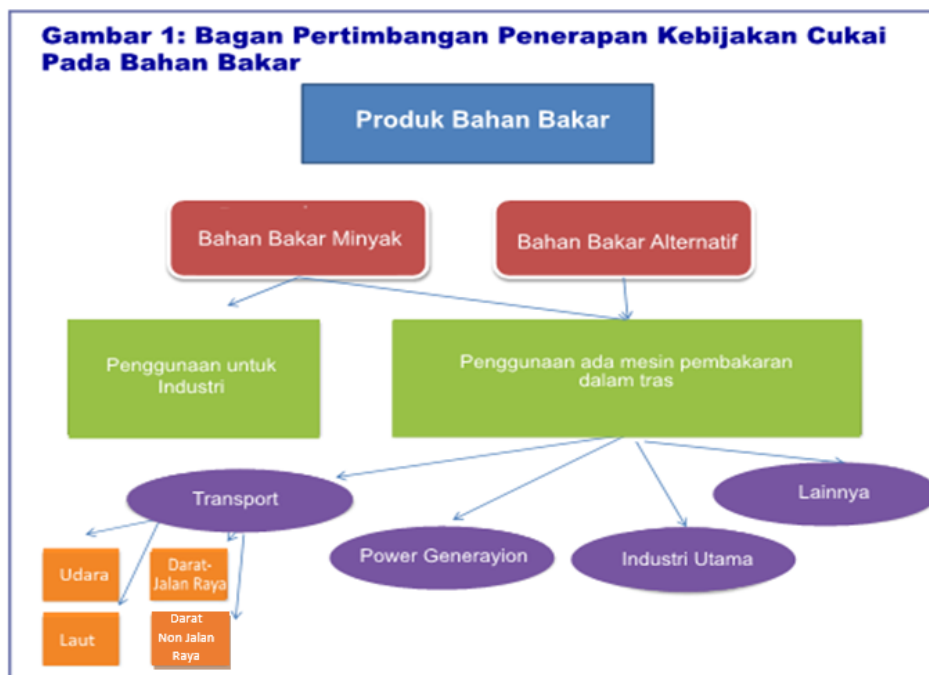 Gambar 1: Bagan Pertimbangan Penerapan Kebijakan Cukai
Pada Bahan Bakar
Produk Bahan Bakar
Bahan Bakar Minyak
Bahan Bakar Alternatif
Penggunaan untuk
Industri
Penggunaan ada mesin pembakaran
dalam tras
Transport
Lainnya
Power Generayion
Industri Utama
Udara
Darat-
Jalan Raya
Laut
Darat
Non Jalan
Raya